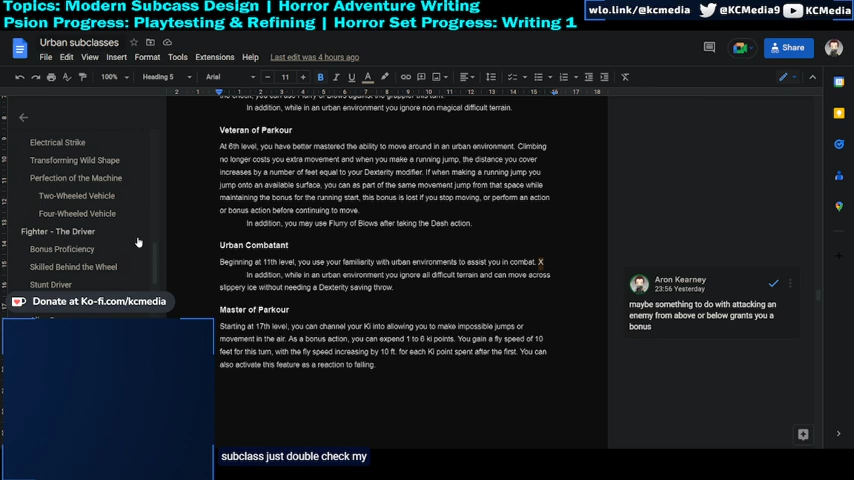 Topics: Modern Subcass Design | Horror Adventure Writing
Psion Progress: Playtesting & Refining | Horror Set Progress: Writing 1
wlo.link/@kcmedia @KCMedia9 KCMedia
Urban subclasses
File Edit View Insert Format Tools Extensions Help Last edit was 4 hours ago
Share
100% Heading 5 Arial 11
Electrical Strike
Transforming Wild Shape
Perfection of the Machine
Two-Wheeled Vehicle
Four-Wheeled Vehicle
Fighter - The Driver
Bonus Proficiency
Skilled Behind the Wheel
Stunt Driver
Donate at Ko-fi.com/kcmedia
In addition, while in an urban environment you ignore non magical difficult terrain.
Veteran of Parkour
At 6th level, you have better mastered the ability to move around in an urban environment. Climbing
no longer costs you extra movement and when you make a running jump, the distance you cover
increases by a number of feet equal to your Dexterity modifier. If when making a running jump you
jump onto an available surface, you can as part of the same movement jump from that space while
maintaining the bonus for the running start, this bonus is lost if you stop moving, or perform an action
or bonus action before continuing to move.
In addition, you may use Flurry of Blows after taking the Dash action.
Urban Combatant
Beginning at 11th level, you use your familiarity with urban environments to assist you in combat. X
In addition, while in an urban environment you ignore all difficult terrain and can move across
slippery ice without needing a Dexterity saving throw.
Master of Parkour
Starting at 17th level, you can channel your Ki into allowing you to make impossible jumps or
movement in the air. As a bonus action, you can expend 1 to 6 ki points. You gain a fly speed of 10
feet for this turn, with the fly speed increasing by 10 ft. for each Ki point spent after the first. You can
also activate this feature as a reaction to falling.
Aron Kearney
23:56 Yesterday
maybe something to do with attacking an
enemy from above or below grants you a
bonus
subclass just double check my